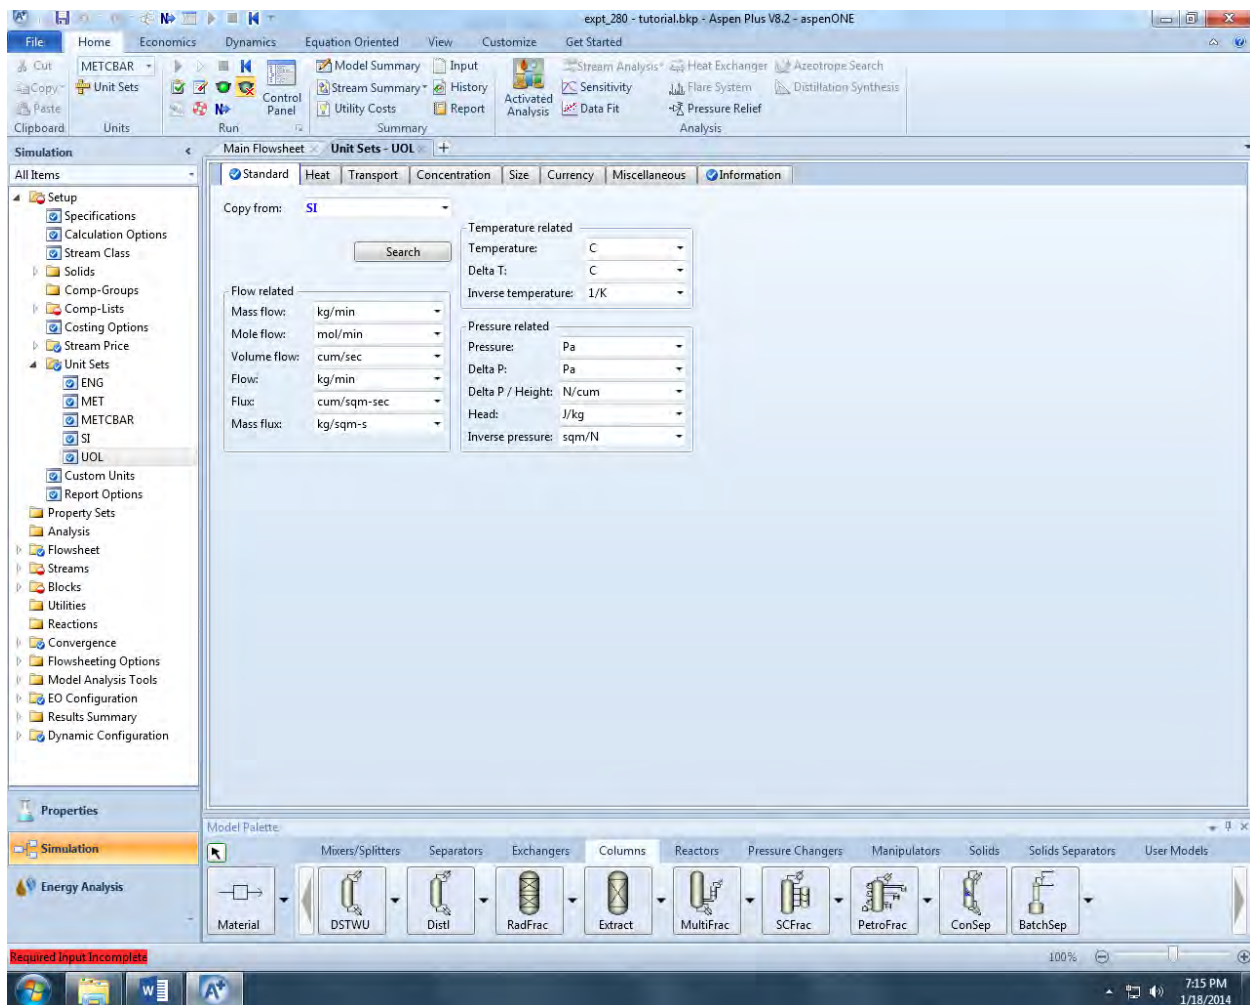 expt_280 - tutorial.bkp - Aspen Plus V8.2 - aspenONE
File Home Economics Dynamics Equation Oriented View Customize Get Started
Cut METCBAR Model Summary Input Stream Analysis Heat Exchanger Azeotrope Search
Copy Unit Sets Stream Summary History Sensitivity Flare System Distillation Synthesis
Paste Control Panel Utility Costs Report Activated Analysis Data Fit Pressure Relief
Clipboard Units Run Summary Analysis
Simulation Main Flowsheet Unit Sets - UOL
All Items
Setup
Specifications
Calculation Options
Stream Class
Solids
Comp-Groups
Comp-Lists
Costing Options
Stream Price
Unit Sets
ENG
MET
METCBAR
SI
UOL
Custom Units
Report Options
Property Sets
Analysis
Flowsheet
Streams
Blocks
Utilities
Reactions
Convergence
Flowsheeting Options
Model Analysis Tools
EO Configuration
Results Summary
Dynamic Configuration
Properties
Simulation
Energy Analysis
Standard Heat Transport Concentration Size Currency Miscellaneous Information
Copy from: SI
Search
Flow related
Mass flow: kg/min
Mole flow: mol/min
Volume flow: cum/sec
Flow: kg/min
Flux: cum/sqm-sec
Mass flux: kg/sqm-s
Temperature related
Temperature: C
Delta T: C
Inverse temperature: 1/K
Pressure related
Pressure: Pa
Delta P: Pa
Delta P / Height: N/cum
Head: J/kg
Inverse pressure: sqm/N
Model Palette
Mixers/Splitters Separators Exchangers Columns Reactors Pressure Changers Manipulators Solids Solids Separators User Models
Material DSTWU Distl RadFrac Extract MultiFrac SCFrac PetroFrac ConSep BatchSep
Required Input Incomplete 100%
7:15 PM
1/18/2014